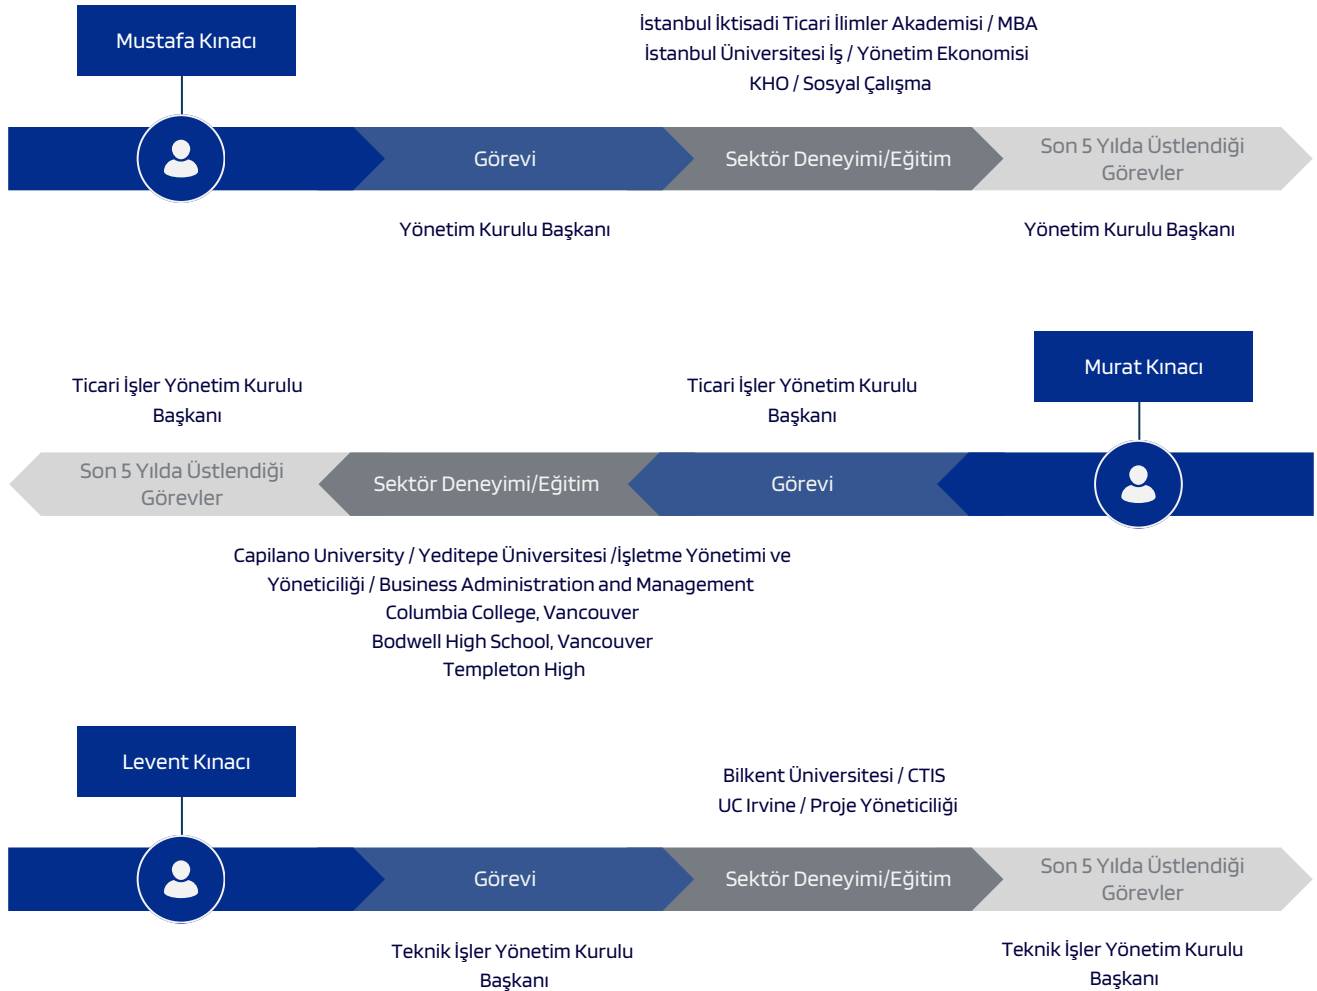 Mustafa Kınacı
İstanbul İktisadi Ticari İlimler Akademisi / MBA
İstanbul Üniversitesi İş / Yönetim Ekonomisi
KHO / Sosyal Çalışma
Görevi
Sektör Deneyimi/Eğitim
Son 5 Yılda Üstlendiği
Görevler
Yönetim Kurulu Başkanı
Yönetim Kurulu Başkanı
Murat Kınacı
Ticari İşler Yönetim Kurulu
Başkanı
Ticari İşler Yönetim Kurulu
Başkanı
Son 5 Yılda Üstlendiği
Görevler
Sektör Deneyimi/Eğitim
Görevi
Capilano University / Yeditepe Üniversitesi /İşletme Yönetimi ve
Yöneticiliği / Business Administration and Management
Columbia College, Vancouver
Bodwell High School, Vancouver
Templeton High
Levent Kınacı
Bilkent Üniversitesi / CTIS
UC Irvine / Proje Yöneticiliği
Görevi
Sektör Deneyimi/Eğitim
Son 5 Yılda Üstlendiği
Görevler
Teknik İşler Yönetim Kurulu
Başkanı
Teknik İşler Yönetim Kurulu
Başkanı